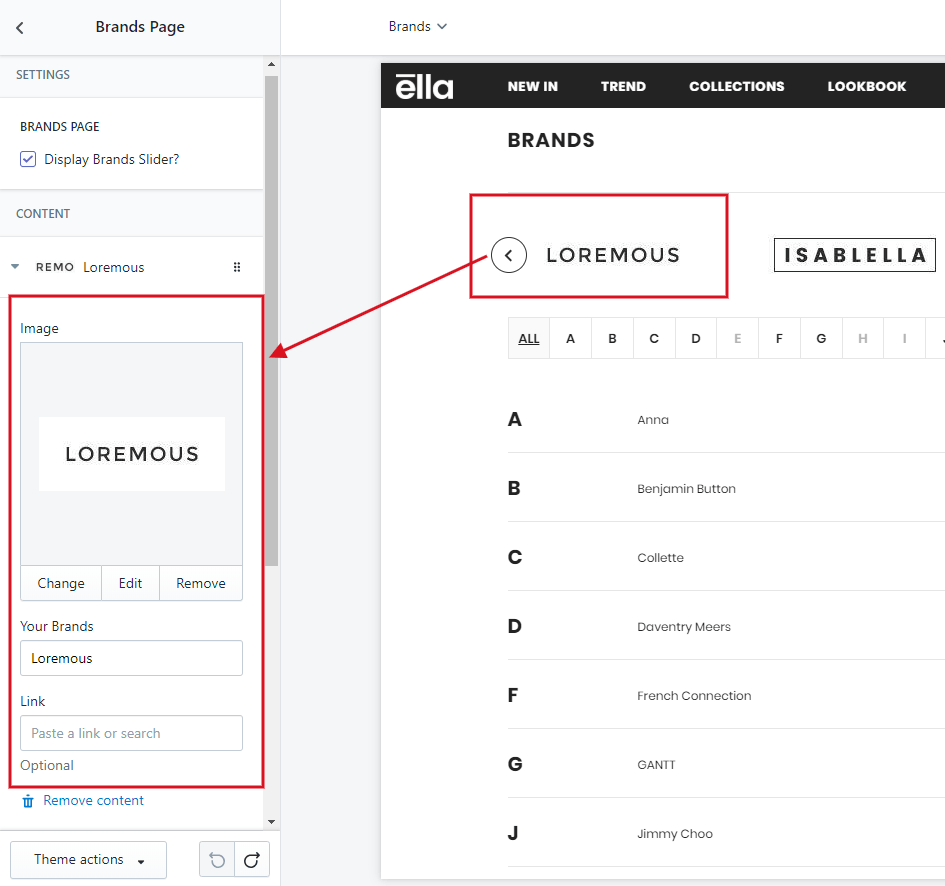 Brands Page
SETTINGS
BRANDS PAGE
Display Brands Slider?
CONTENT
REMO Loremous
Image
LOREMOUS
Change Edit Remove
Your Brands
Loremous
Link
Paste a link or search
Optional
Remove content
Theme actions
Brands
ella NEW IN TREND COLLECTIONS LOOKBOOK
BRANDS
LOREMOUS ISABLELLA
ALL A B C D E F G H I
A Anna
B Benjamin Button
C Collette
D Daventry Meers
F French Connection
G GANTT
J Jimmy Choo